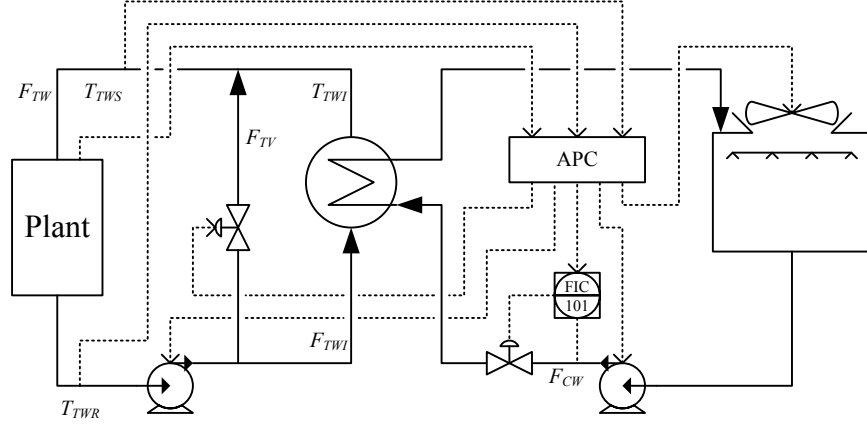 F_TW
T_TWS
T_TWI
F_TV
APC
Plant
FIC
101
F_TWI
F_CW
T_TWR